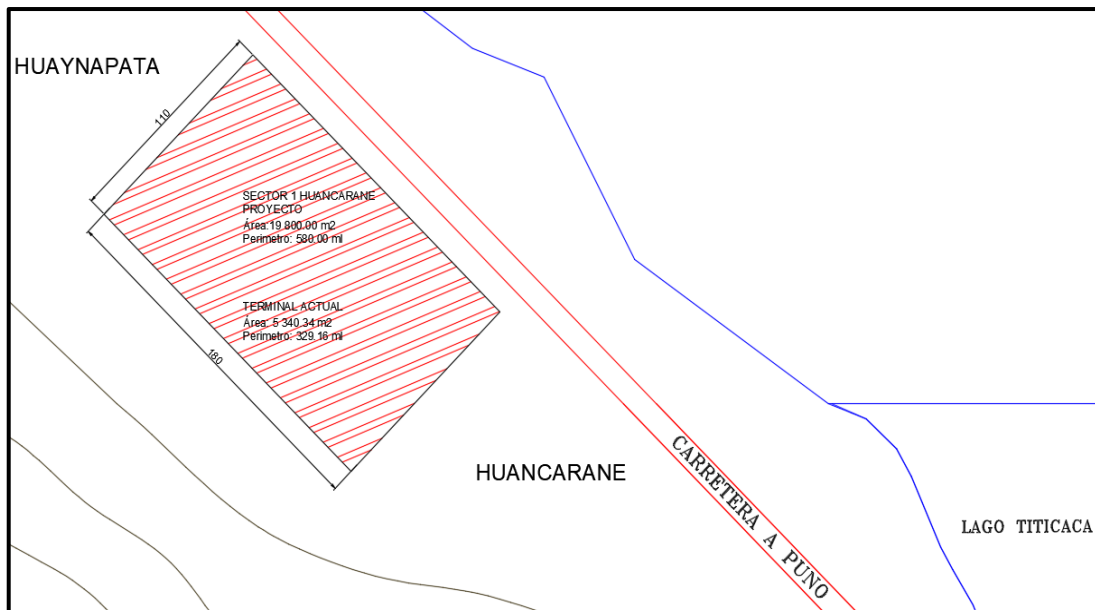 HUAYNAPATA
110
SECTOR 1 HUANCARANE
PROYECTO
Área:19 800.00 m2
Perimetro: 580.00 ml
TERMINAL ACTUAL
Área: 5 340.34 m2
Perimetro: 329.16 ml
180
HUANCARANE
CARRETERA A PUNO
LAGO TITICACA